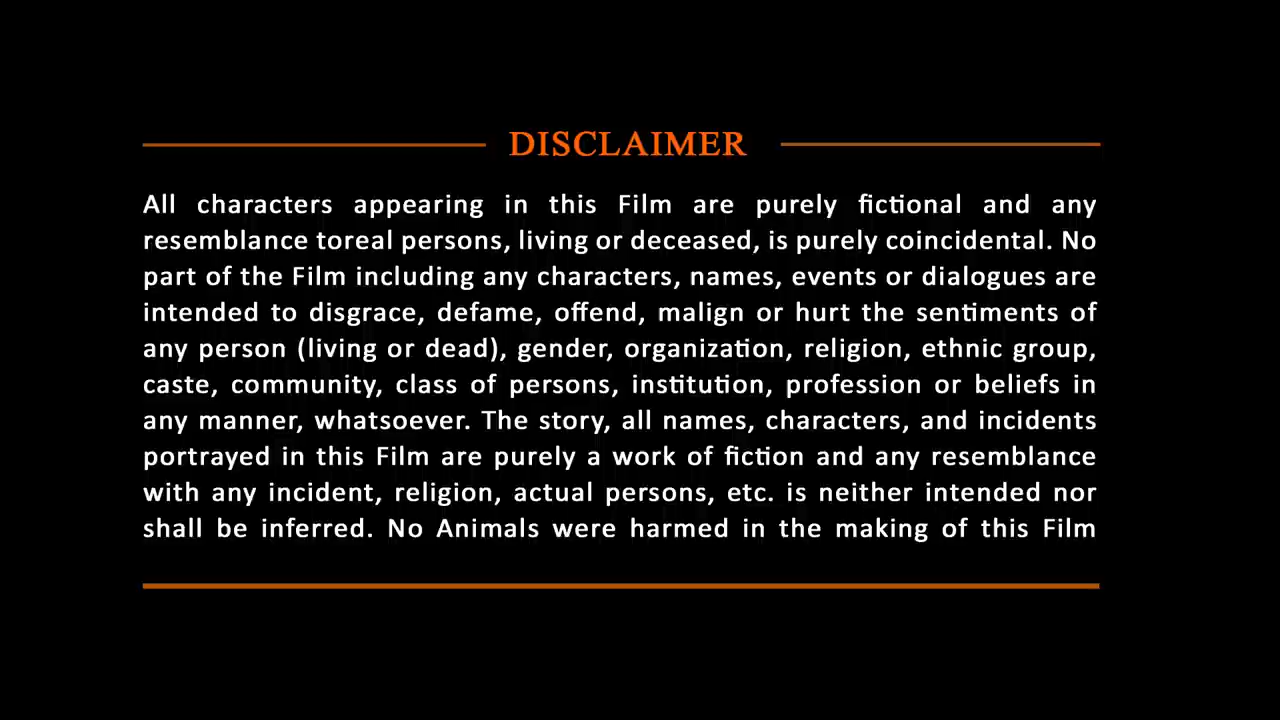 DISCLAIMER
All characters appearing in this Film are purely fictional and any
resemblance toreal persons, living or deceased, is purely coincidental. No
part of the Film including any characters, names, events or dialogues are
intended to disgrace, defame, offend, malign or hurt the sentiments of
any person (living or dead), gender, organization, religion, ethnic group,
caste, community, class of persons, institution, profession or beliefs in
any manner, whatsoever. The story, all names, characters, and incidents
portrayed in this Film are purely a work of fiction and any resemblance
with any incident, religion, actual persons, etc. is neither intended nor
shall be inferred. No Animals were harmed in the making of this Film